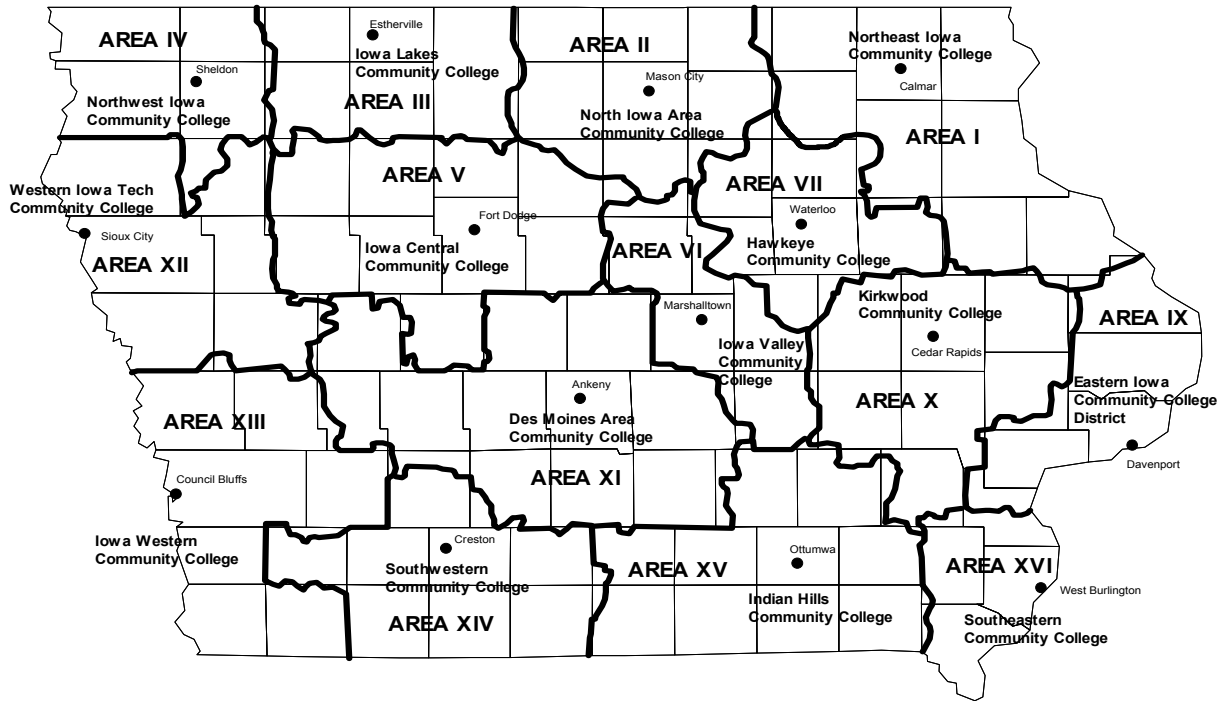 AREA IV
Sheldon
Northwest Iowa
Community College
Estherville
Iowa Lakes
Community College
AREA III
AREA II
Mason City
North Iowa Area
Community College
Northeast Iowa
Community College
Calmar
AREA I
Western Iowa Tech
Community College
Sioux City
AREA XII
AREA V
Fort Dodge
Iowa Central
Community College
AREA VI
Marshalltown
Iowa Valley
Community
College
AREA VII
Waterloo
Hawkeye
Community College
Kirkwood
Community College
Cedar Rapids
AREA X
AREA IX
Eastern Iowa
Community College
District
Davenport
AREA XIII
Council Bluffs
Iowa Western
Community College
Ankeny
Des Moines Area
Community College
AREA XI
Creston
Southwestern
Community College
AREA XIV
AREA XV
Ottumwa
Indian Hills
Community College
AREA XVI
West Burlington
Southeastern
Community College